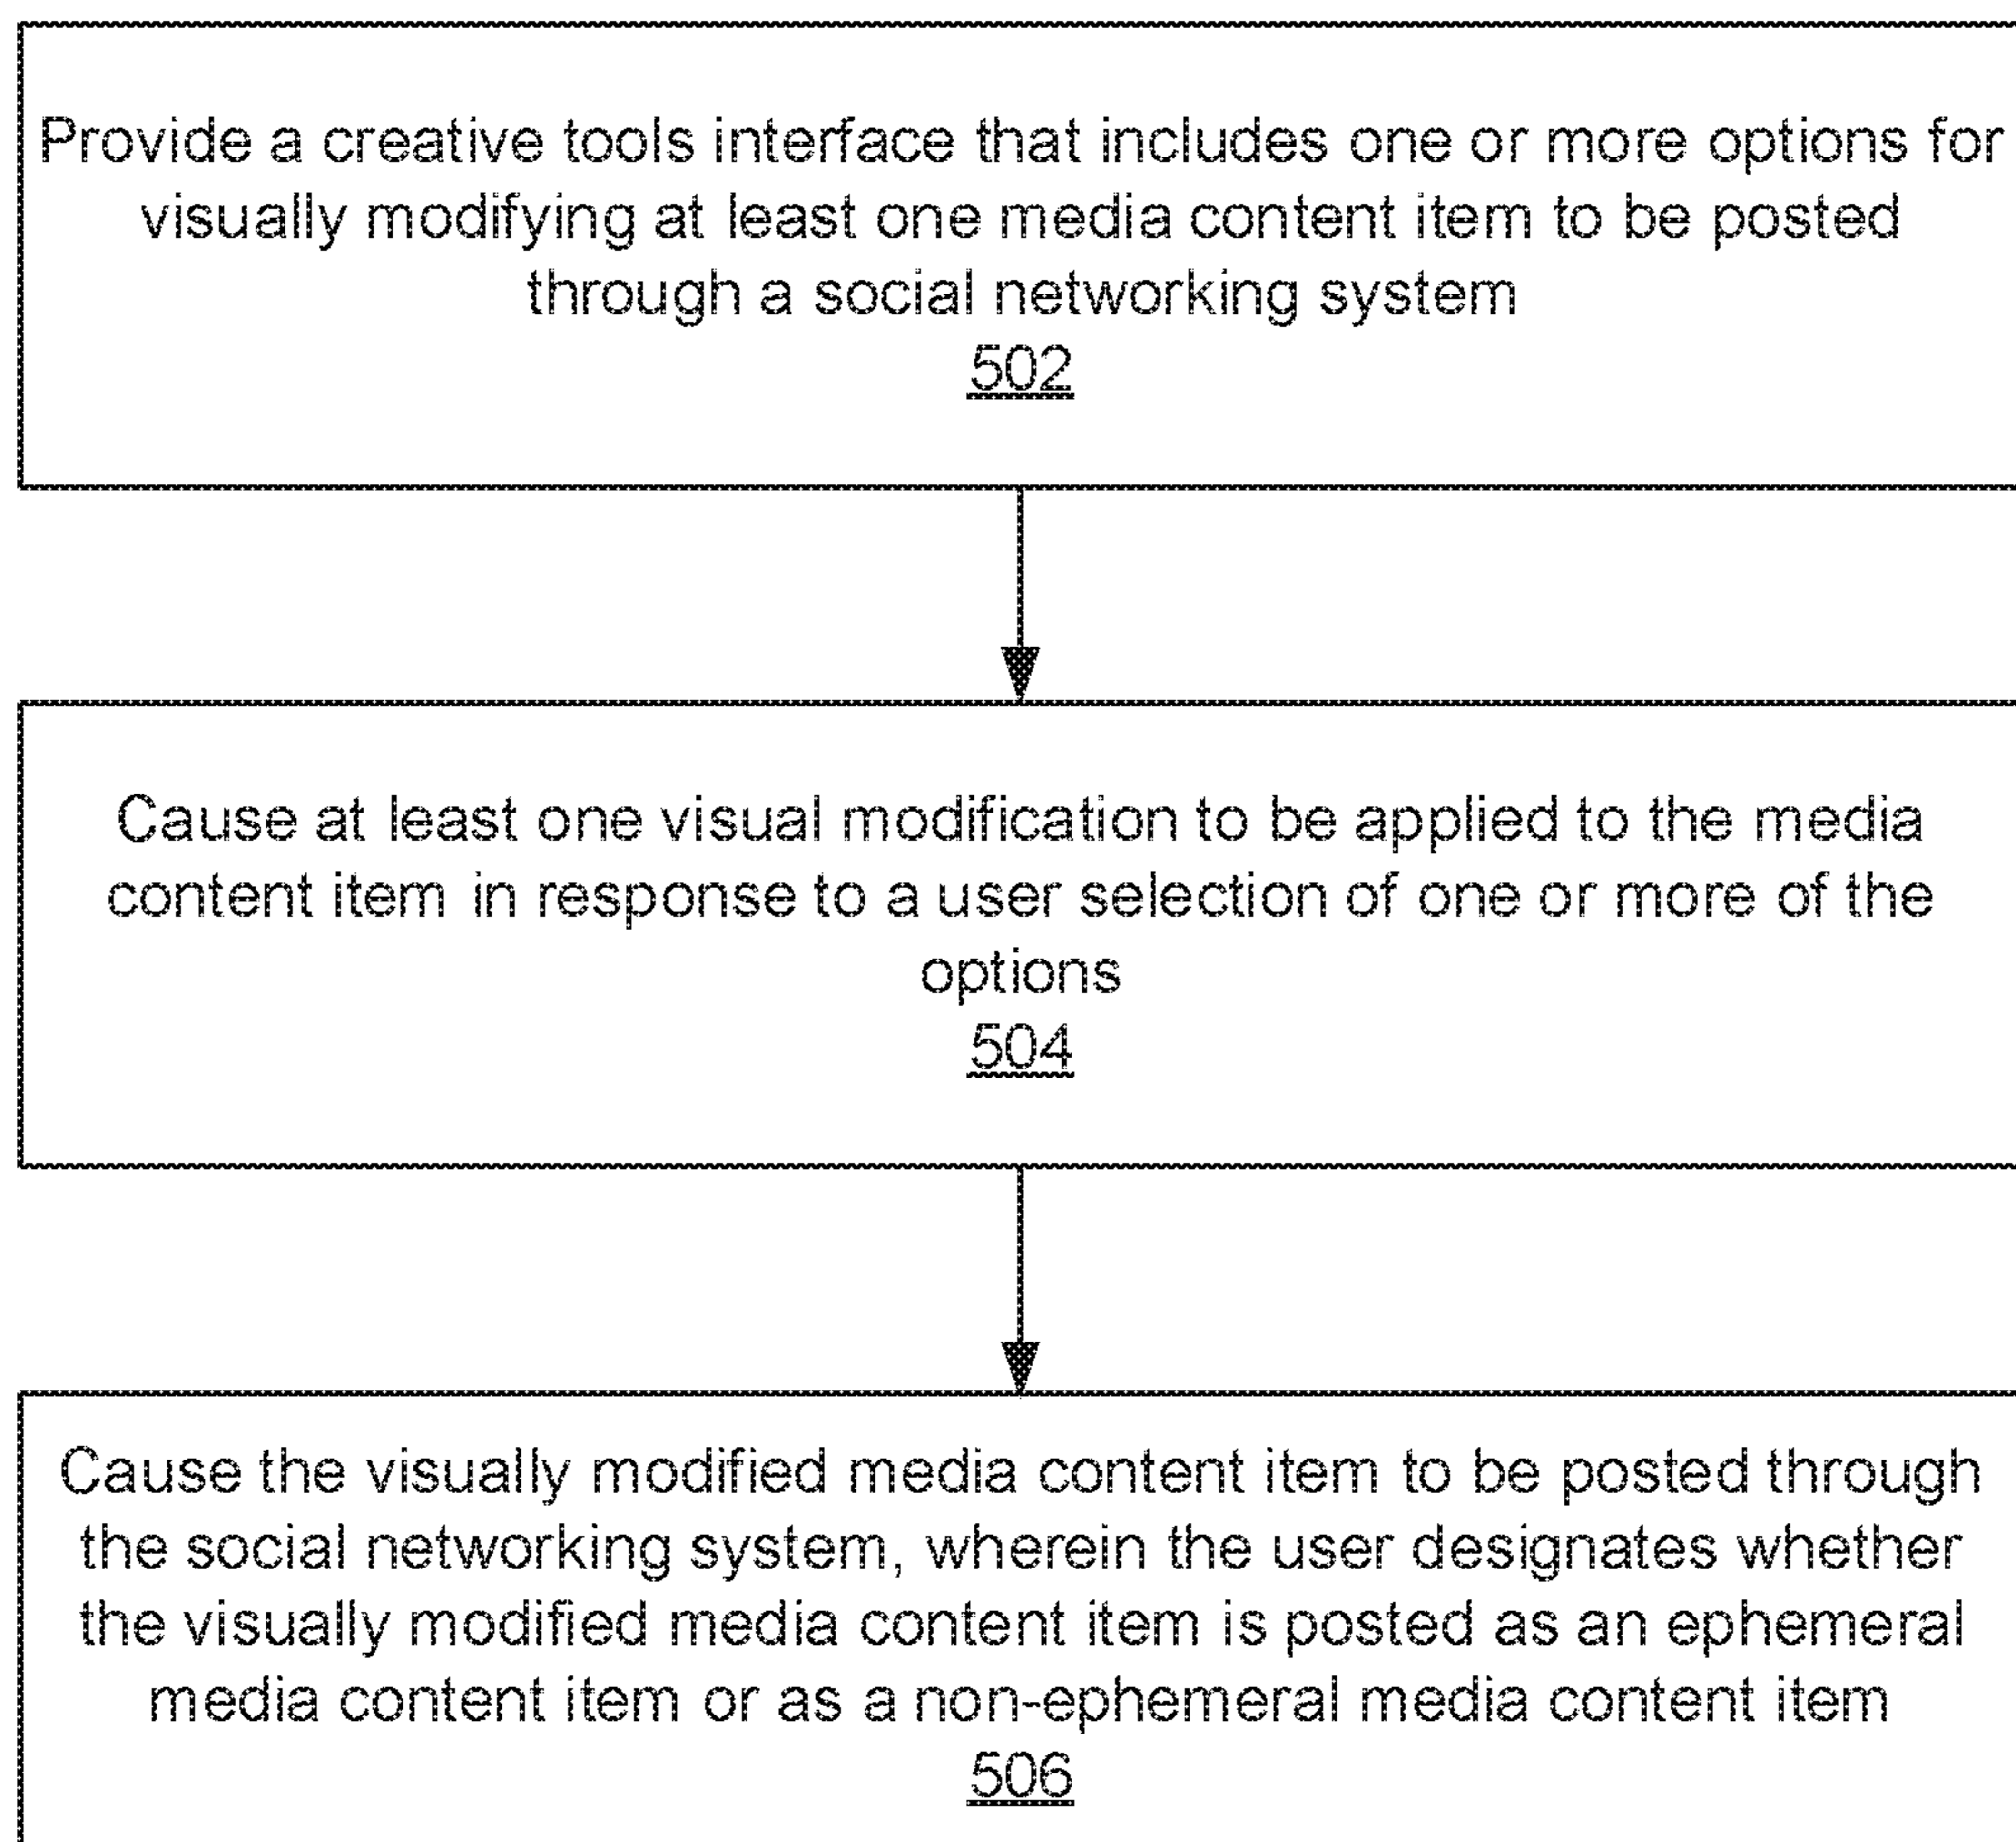 Provide a creative tools interface that includes one or more options for
visually modifying at least one media content item to be posted
through a social networking system
502
Cause at least one visual modification to be applied to the media
content item in response to a user selection of one or more of the
options
504
Cause the visually modified media content item to be posted through
the social networking system, wherein the user designates whether
the visually modified media content item is posted as an ephemeral
media content item or as a non-ephemeral media content item
506